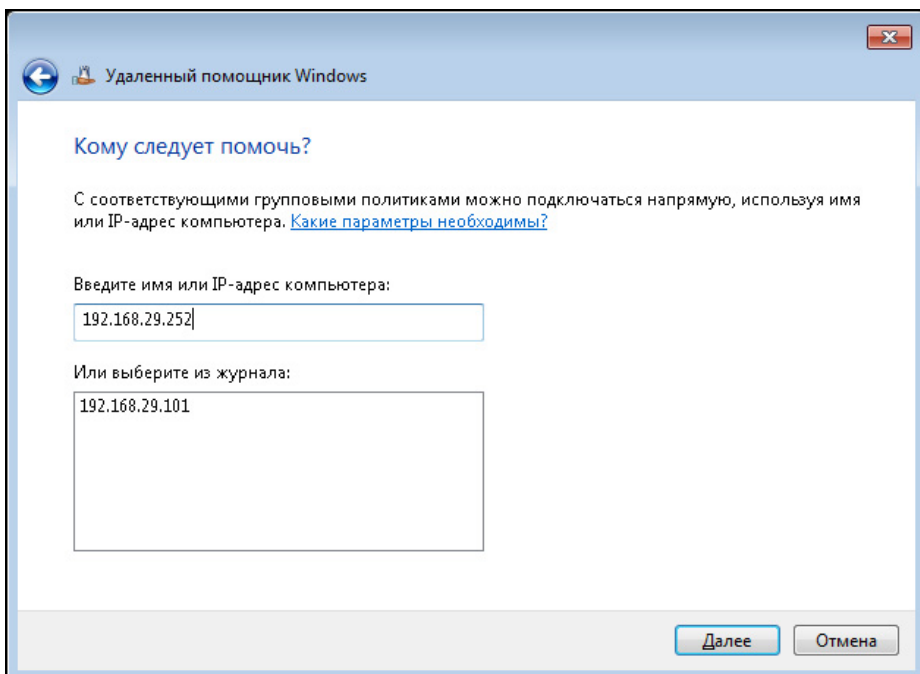 Удаленный помощник Windows
Кому следует помочь?
С соответствующими групповыми политиками можно подключаться напрямую, используя имя
или IP-адрес компьютера. Какие параметры необходимы?
Введите имя или IP-адрес компьютера:
192.168.29.252
Или выберите из журнала:
192.168.29.101
Далее
Отмена